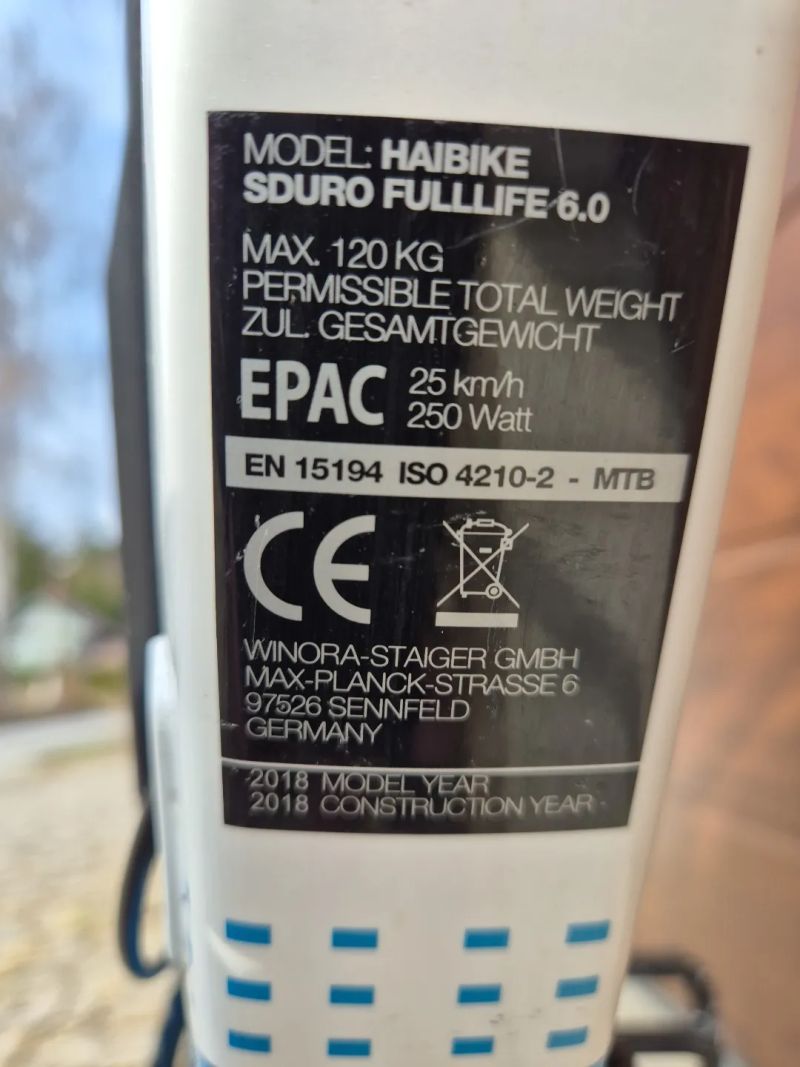 MODEL: HAIBIKE
SDURO FULLLIFE 6.0
MAX. 120 KG
PERMISSIBLE TOTAL WEIGHT
ZUL. GESAMTGEWICHT
EPAC 25 km/h
250 Watt
EN 15194 ISO 4210-2 - MTB
CE
WINORA-STAIGER GMBH
MAX-PLANCK-STRASSE 6
97526 SENNFELD
GERMANY
2018 MODEL YEAR
2018 CONSTRUCTION YEAR